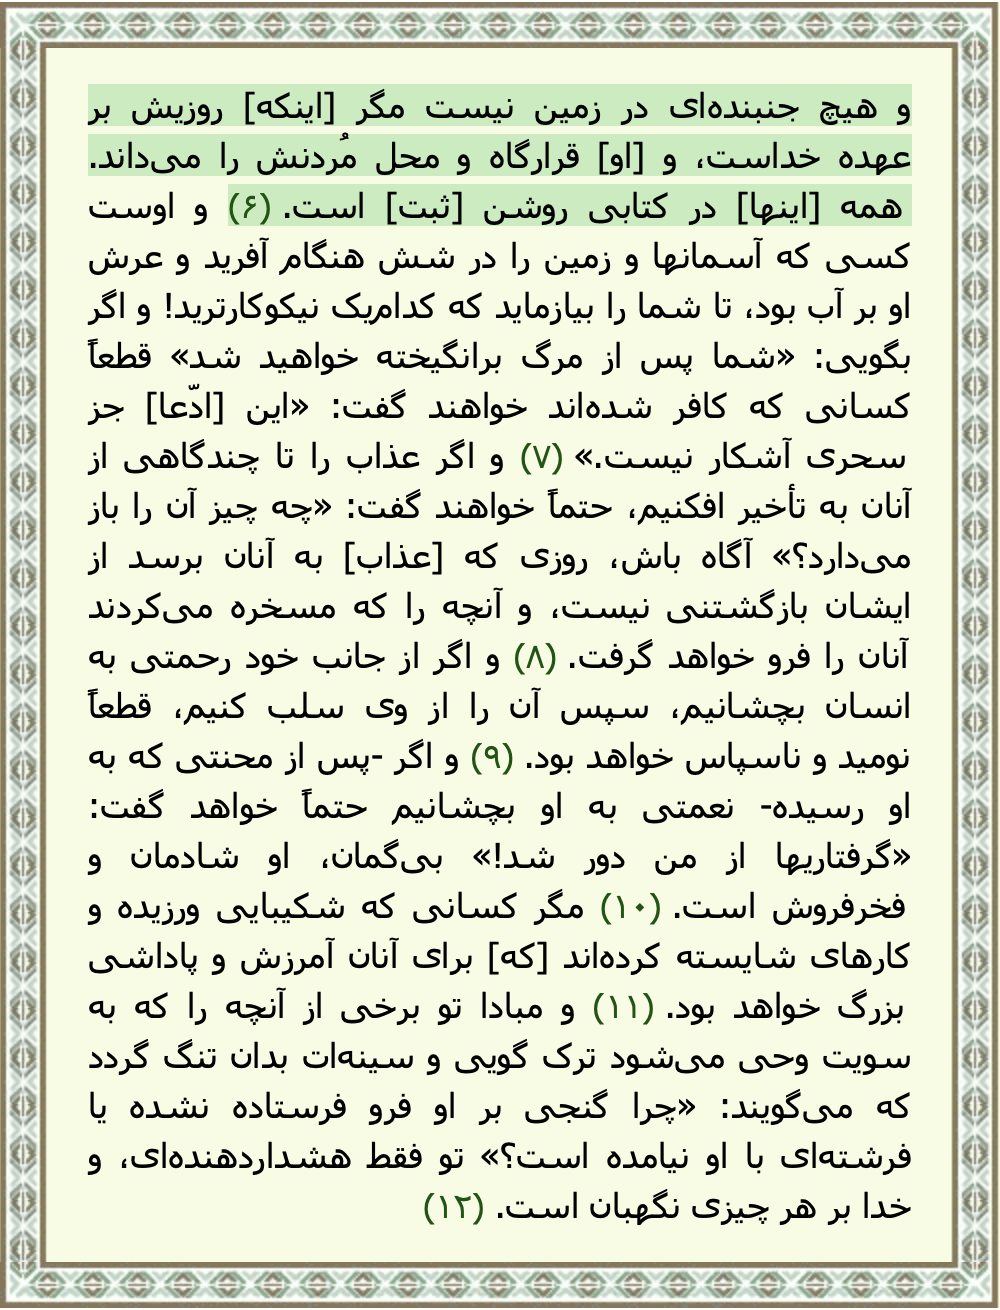 و هیچ جنبنده‌ای در زمین نیست مگر [اینکه] روزیش بر
عهده خداست، و [او] قرارگاه و محل مُردنش را می‌داند.
همه [اینها] در کتابی روشن [ثبت] است. (۶) و اوست
کسی که آسمانها و زمین را در شش هنگام آفرید و عرش
او بر آب بود، تا شما را بیازماید که کدام‌یک نیکوکارترید! و اگر
بگویی: «شما پس از مرگ برانگیخته خواهید شد» قطعاً
کسانی که کافر شده‌اند خواهند گفت: «این [ادّعا] جز
سحری آشکار نیست.» (۷) و اگر عذاب را تا چندگاهی از
آنان به تأخیر افکنیم، حتماً خواهند گفت: «چه چیز آن را باز
می‌دارد؟» آگاه باش، روزی که [عذاب] به آنان برسد از
ایشان بازگشتنی نیست، و آنچه را که مسخره می‌کردند
آنان را فرو خواهد گرفت. (۸) و اگر از جانب خود رحمتی به
انسان بچشانیم، سپس آن را از وی سلب کنیم، قطعاً
نومید و ناسپاس خواهد بود. (۹) و اگر -پس از محنتی که به
او رسیده- نعمتی به او بچشانیم حتماً خواهد گفت:
«گرفتاریها از من دور شد!» بی‌گمان، او شادمان و
فخرفروش است. (۱۰) مگر کسانی که شکیبایی ورزیده و
کارهای شایسته کرده‌اند [که] برای آنان آمرزش و پاداشی
بزرگ خواهد بود. (۱۱) و مبادا تو برخی از آنچه را که به
سویت وحی می‌شود ترک گویی و سینه‌ات بدان تنگ گردد
که می‌گویند: «چرا گنجی بر او فرو فرستاده نشده یا
فرشته‌ای با او نیامده است؟» تو فقط هشداردهنده‌ای، و
خدا بر هر چیزی نگهبان است. (۱۲)